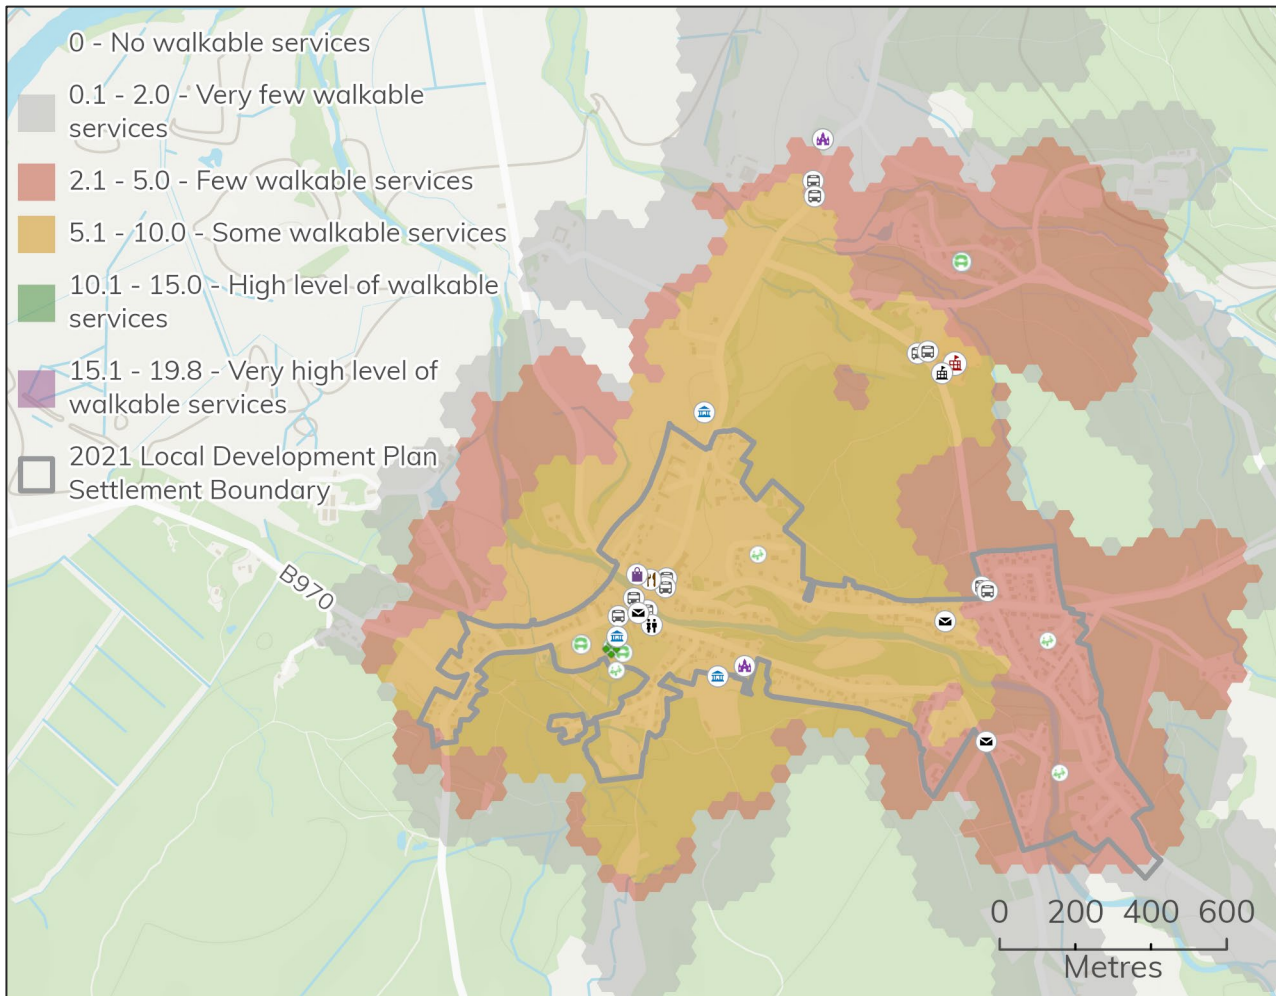 0 - No walkable services
0.1 - 2.0 - Very few walkable
services
2.1 - 5.0 - Few walkable services
5.1 - 10.0 - Some walkable services
10.1 - 15.0 - High level of walkable
services
15.1 - 19.8 - Very high level of
walkable services
2021 Local Development Plan
Settlement Boundary
B970
0 200 400 600
Metres